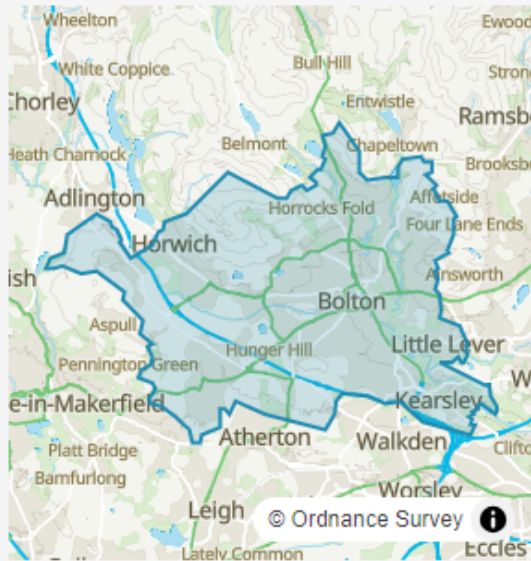 Wheelton
Ewood
White Coppice
Bull Hill
Stron
Chorley
Entwistle
Ramsb
Heath Charnock
Belmont
Chapeltown
Brooksbo
Adlington
Horrocks Fold
Affetside
Four Lane Ends
Horwich
ish
Ainsworth
Bolton
Aspull
Hunger Hill
Little Lever
Pennington Green
W
e-in-Makerfield
Kearsley
Atherton
Walkden
Clifto
Platt Bridge
Bamfurlong
Worsley
Leigh
© Ordnance Survey i
Lately Common
Eccles